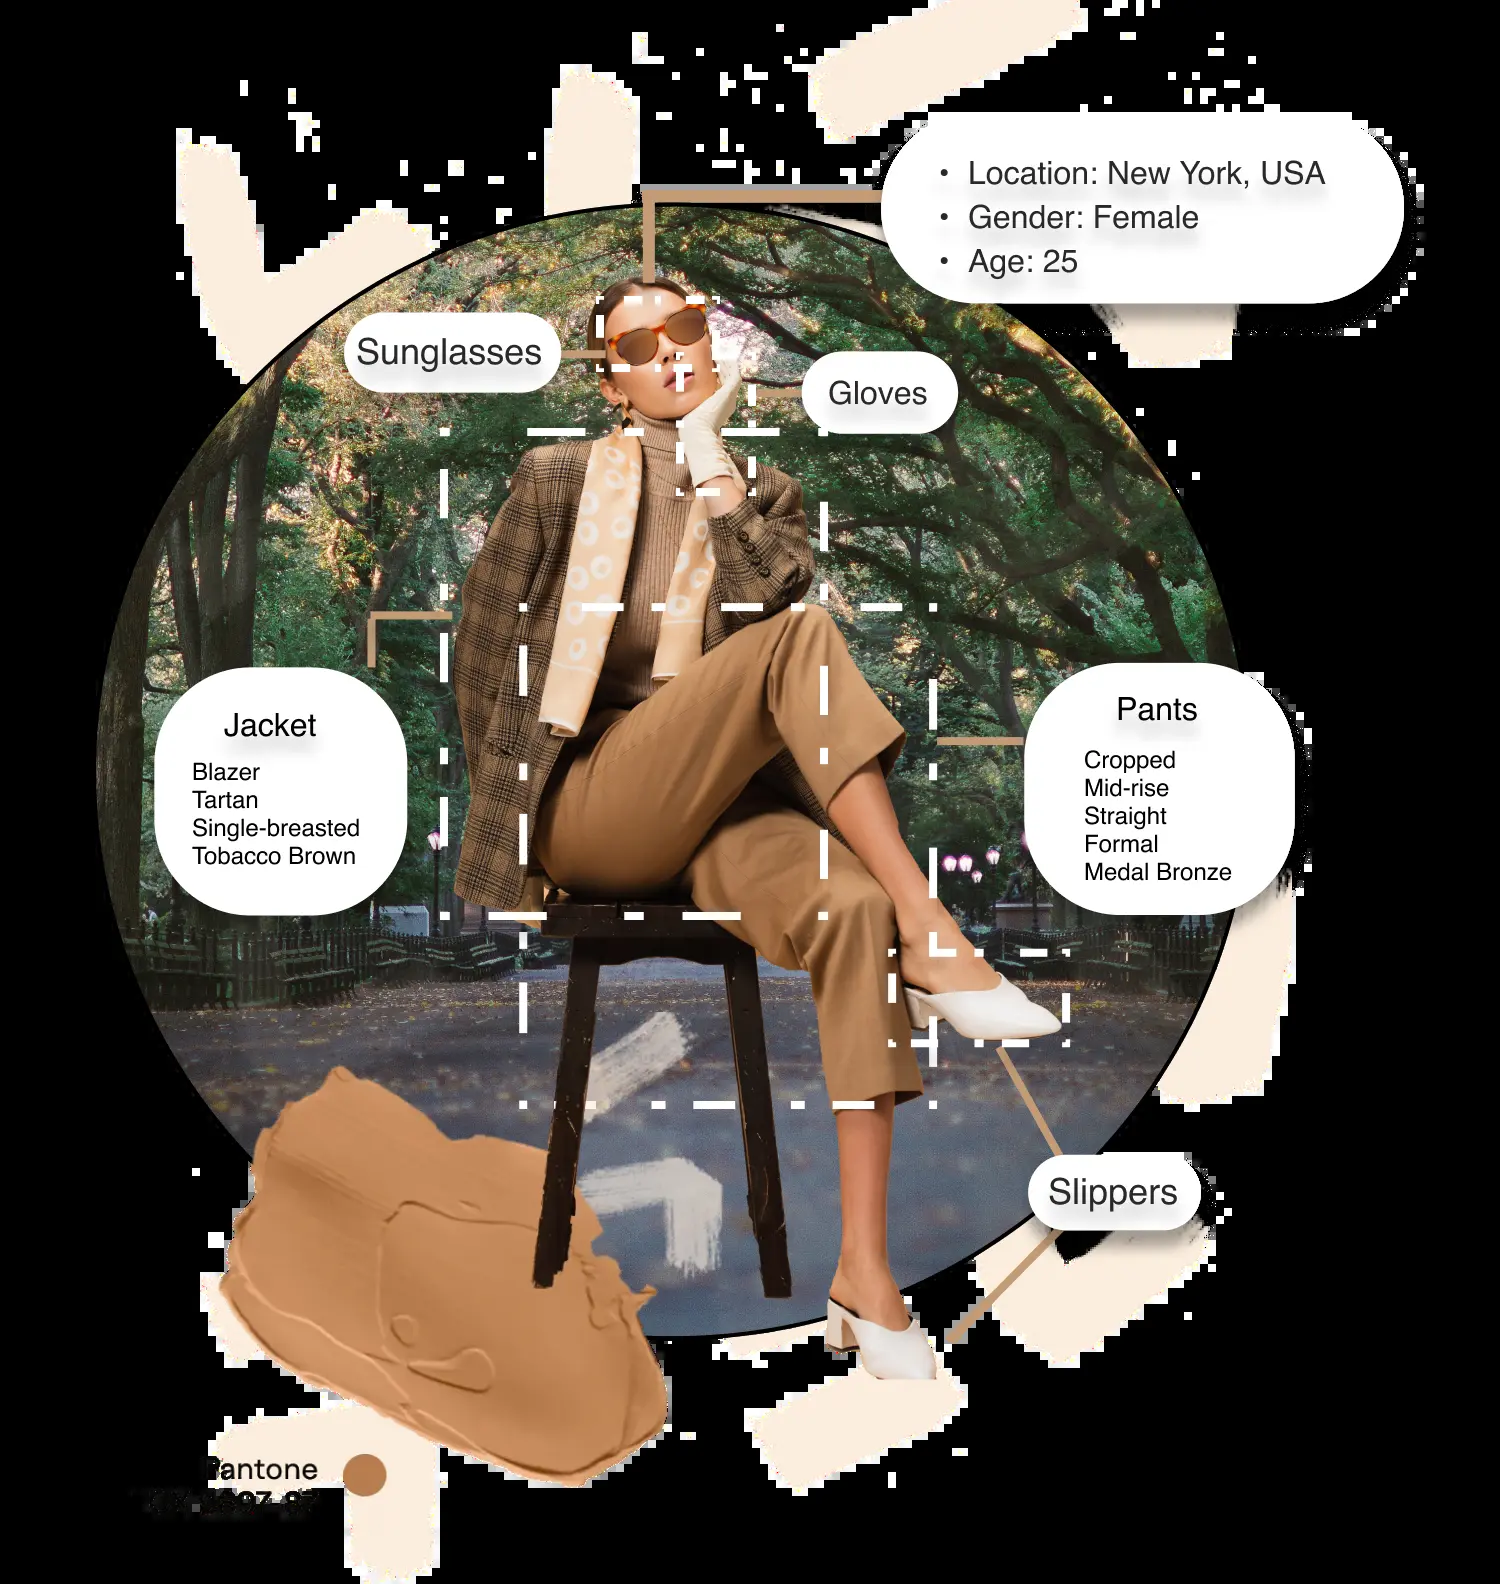 • Location: New York, USA
• Gender: Female
• Age: 25
Sunglasses
Gloves
Jacket
Blazer
Tartan
Single-breasted
Tobacco Brown
Pants
Cropped
Mid-rise
Straight
Formal
Medal Bronze
Slippers
Pantone